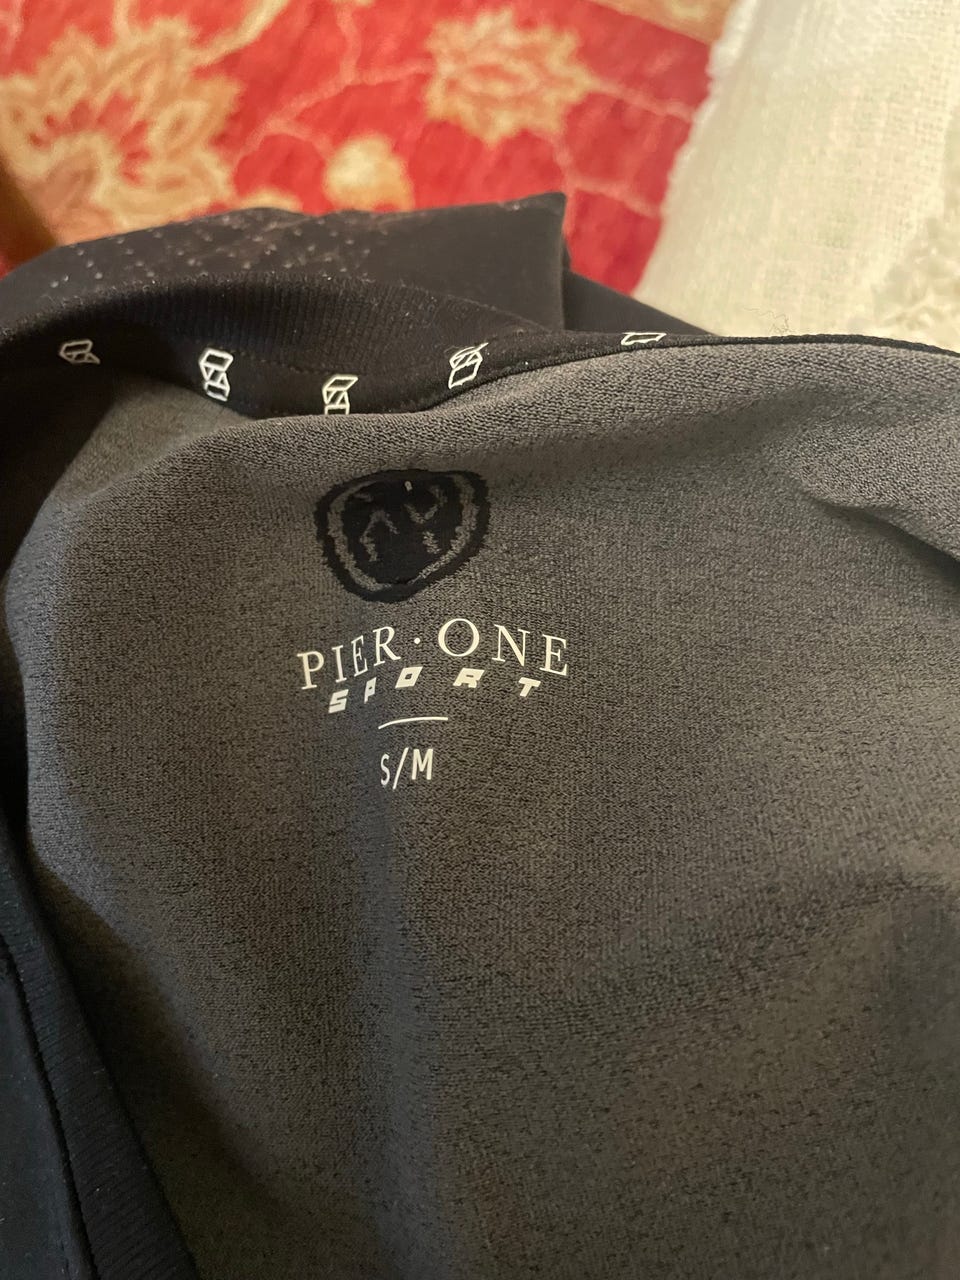 PIER · ONE
SPORT
S/M